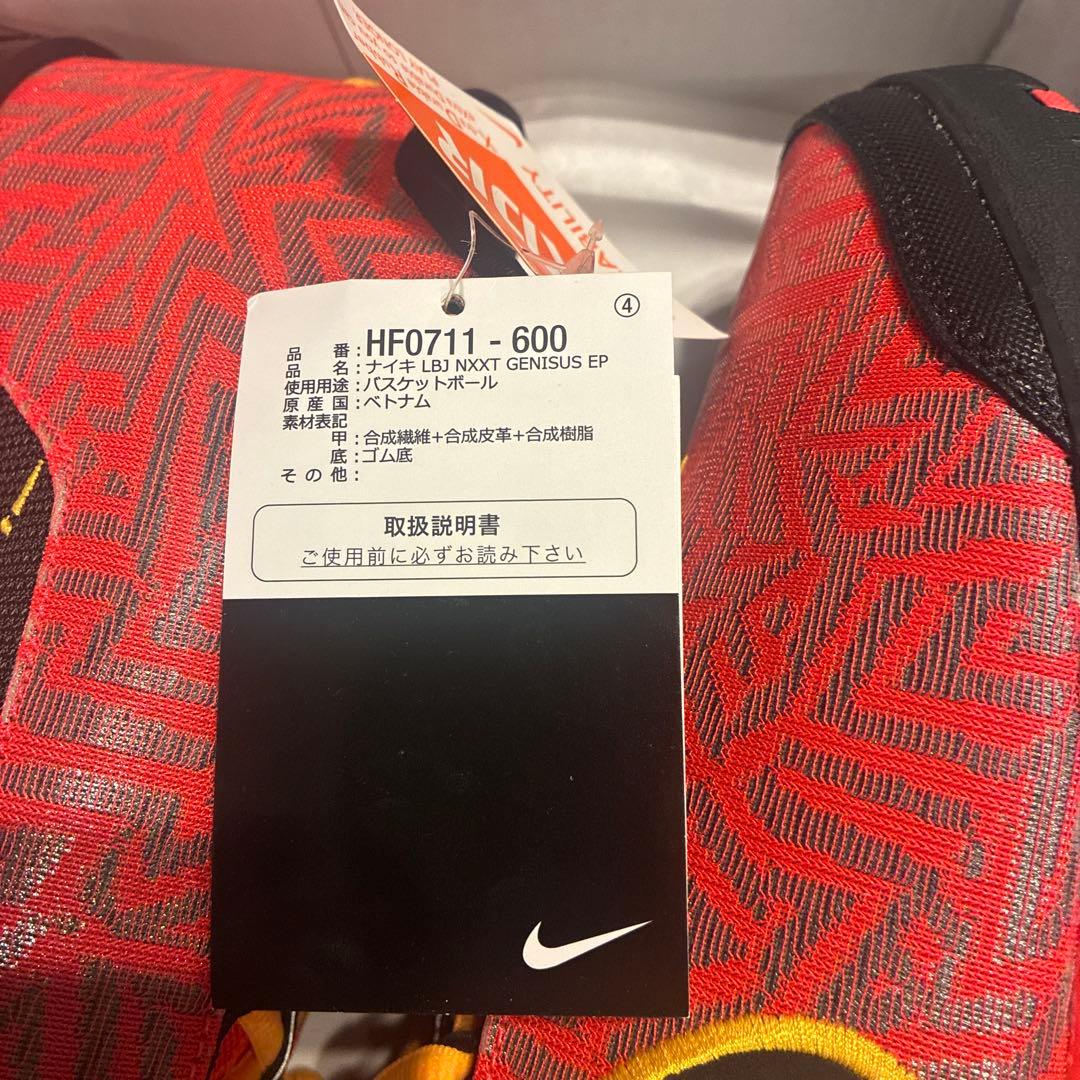 ④
品 番：HF0711 - 600
品 名：ナイキ LBJ NXXT GENISUS EP
使用用途：バスケットボール
原産国：ベトナム
素材表記
甲：合成繊維+合成皮革+合成樹脂
底：ゴム底
その他：
取扱説明書
ご使用前に必ずお読み下さい